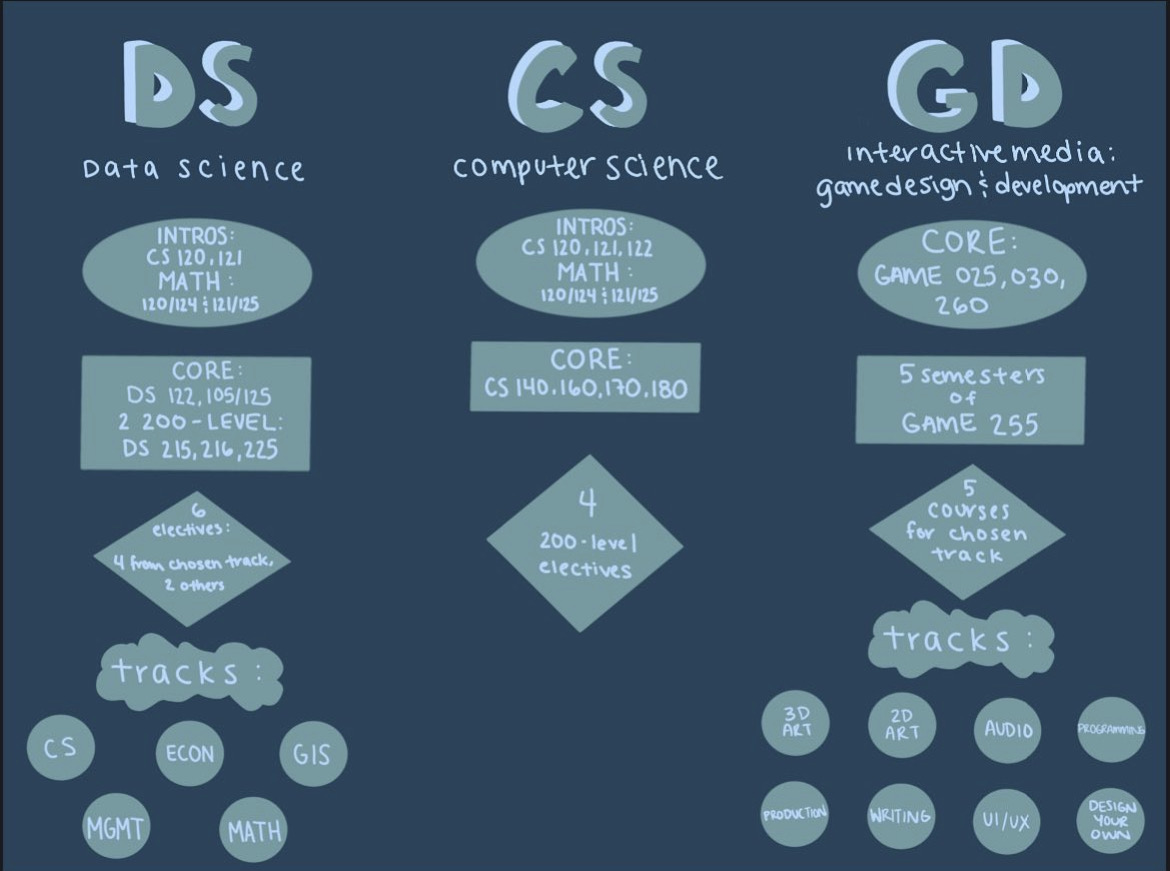 DS
Data science
INTROS:
CS 120, 121
MATH :
120/124 & 121/125
CORE:
DS 122, 105/125
2 200-LEVEL:
DS 215, 216, 225
6
electives:
4 from chosen track,
2 others
tracks:
CS
ECON
GIS
MGMT
MATH
CS
computer science
INTROS:
CS 120, 121, 122
MATH :
120/124 & 121/125
CORE:
CS 140, 160, 170, 180
4
200-level
electives
GD
interactive media:
game design & development
CORE:
GAME 025, 030,
260
5 semesters
of
GAME 255
5
courses
for chosen
track
tracks:
3D
ART
2D
ART
AUDIO
PROGRAMMING
PRODUCTION
WRITING
UI/UX
DESIGN
YOUR
OWN